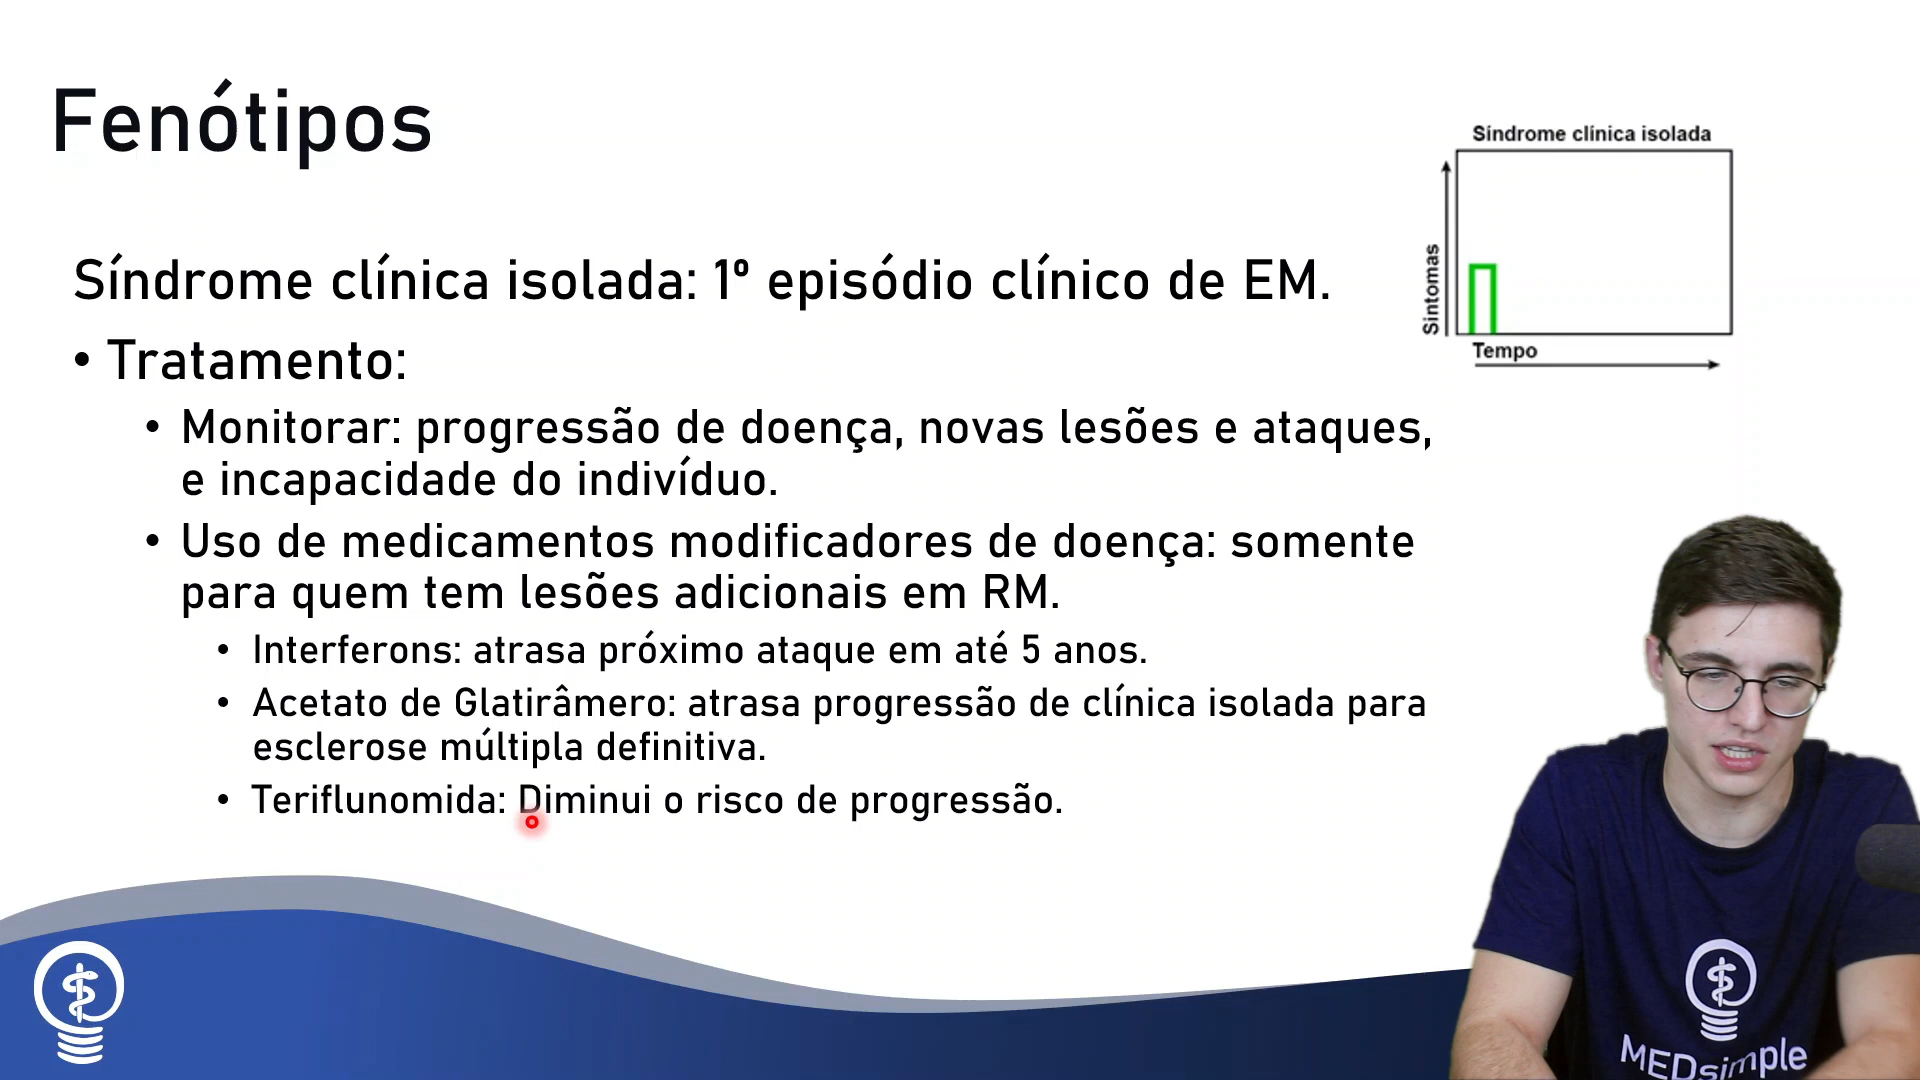 Fenótipos
Síndrome clínica isolada
Sintomas
Tempo
Síndrome clínica isolada: 1º episódio clínico de EM.
• Tratamento:
• Monitorar: progressão de doença, novas lesões e ataques,
e incapacidade do indivíduo.
• Uso de medicamentos modificadores de doença: somente
para quem tem lesões adicionais em RM.
• Interferons: atrasa próximo ataque em até 5 anos.
• Acetato de Glatirâmero: atrasa progressão de clínica isolada para
esclerose múltipla definitiva.
• Teriflunomida: Diminui o risco de progressão.
MEDsimple